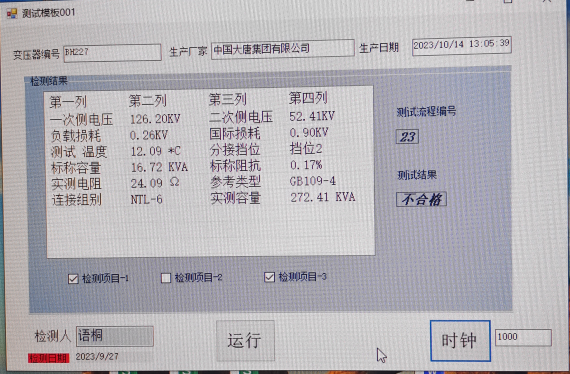 测试模板001
变压器编号 BH227 生产厂家 中国大唐集团有限公司 生产日期 2023/10/14 13:05:39
检测结果
第一列 第二列 第三列 第四列
一次侧电压 126.20KV 二次侧电压 52.41KV
负载损耗 0.26KV 国际损耗 0.90KV
测试 温度 12.09 *C 分接挡位 挡位2
标称容量 16.72 KVA 标称阻抗 0.17%
实测电阻 24.09 Ω 参考类型 GB109-4
连接组别 NTL-6 实测容量 272.41 KVA
测试流程编号
23
测试结果
不合格
检测项目-1 检测项目-2 检测项目-3
检测人 语桐 运行 时钟 1000
检测日期 2023/9/27